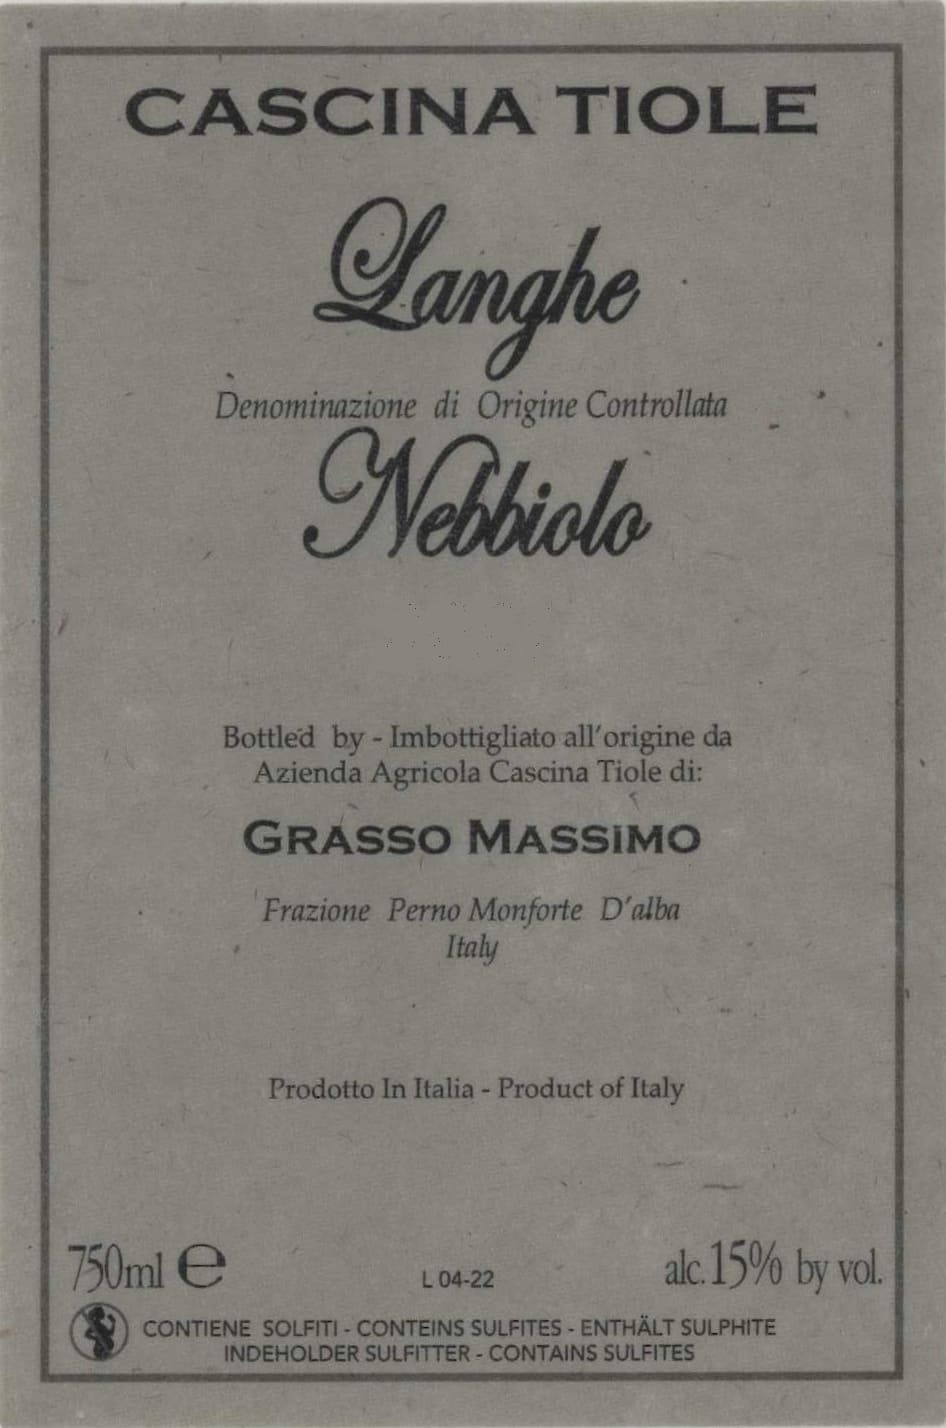 CASCINA TIOLE
Langhe
Denominazione di Origine Controllata
Nebbiolo
Bottled by - Imbottigliato all'origine da
Azienda Agricola Cascina Tiole di:
GRASSO MASSIMO
Frazione Perno Monforte D'alba
Italy
Prodotto In Italia - Product of Italy
750ml ℮
L 04-22
alc.15% by vol.
CONTIENE SOLFITI - CONTEINS SULFITES - ENTHÄLT SULPHITE
INDEHOLDER SULFITTER - CONTAINS SULFITES